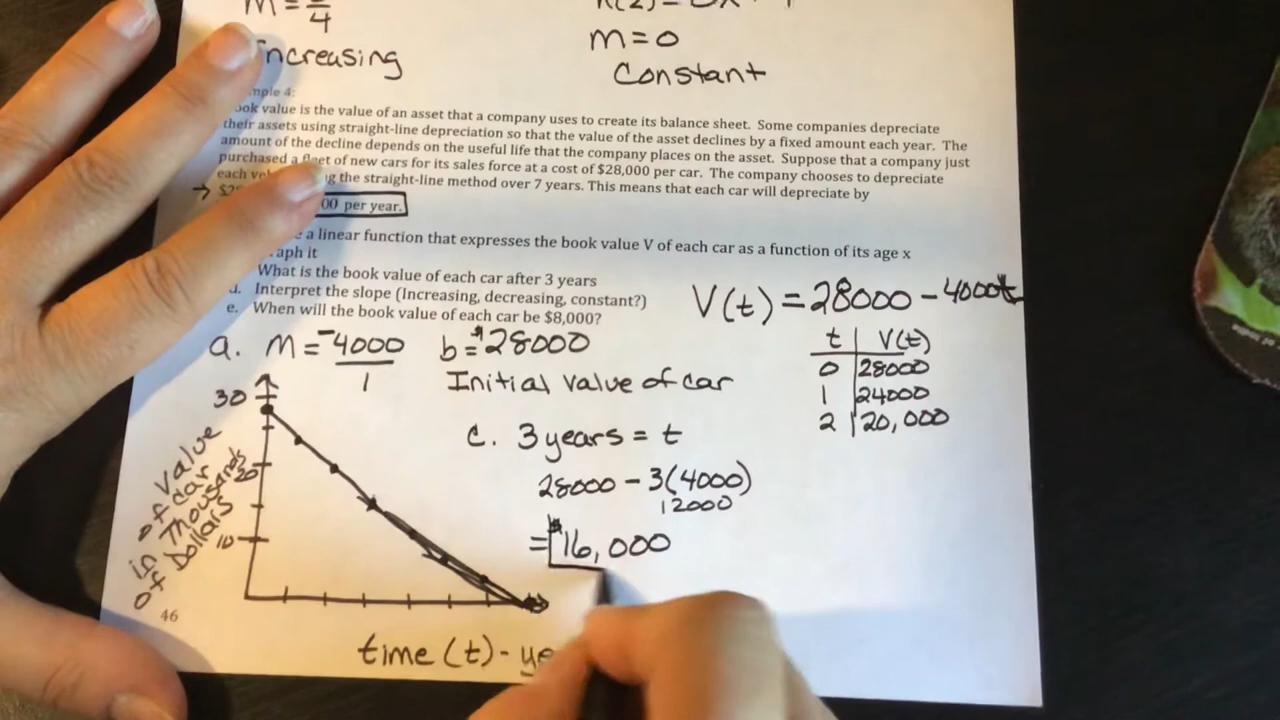 m =
4
Increasing
m = 0
Constant
4:
value is the value of an asset that a company uses to create its balance sheet. Some companies depreciate
their assets using straight-line depreciation so that the value of the asset declines by a fixed amount each year. The
amount of the decline depends on the useful life that the company places on the asset. Suppose that a company just
purchased a fleet of new cars for its sales force at a cost of $28,000 per car. The company chooses to depreciate
each the straight-line method over 7 years. This means that each car will depreciate by
→ 00 per year.
a linear function that expresses the book value V of each car as a function of its age x
it
What is the book value of each car after 3 years
d. Interpret the slope (Increasing, decreasing, constant?)
e. When will the book value of each car be $8,000?
V(t) = 28000 - 4000t
a. m = -4000
1
b = $28000
Initial value of car
t V(t)
0 28000
1 24000
2 20,000
30
20
10
Value
of car
in Thousands
of Dollars
c. 3 years = t
28000 - 3(4000)
12000
= $16,000
46
time (t) -